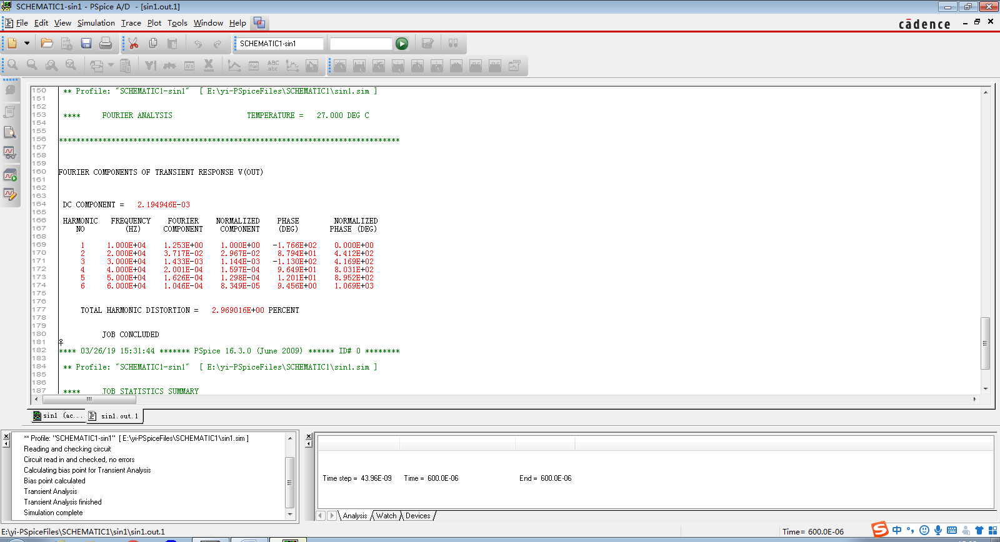 SCHEMATIC1-sin1 - PSpice A/D - [sin1.out.1]
File Edit View Simulation Trace Plot Tools Window Help
cādence
SCHEMATIC1-sin1
150 ** Profile: "SCHEMATIC1-sin1" [ E:\yi-PSpiceFiles\SCHEMATIC1\sin1.sim ]
151
152
153 **** FOURIER ANALYSIS TEMPERATURE = 27.000 DEG C
154
155
156 ******************************************************************************
157
158
159
160 FOURIER COMPONENTS OF TRANSIENT RESPONSE V(OUT)
161
162
163
164 DC COMPONENT = 2.194946E-03
165
166 HARMONIC FREQUENCY FOURIER NORMALIZED PHASE NORMALIZED
167 NO (HZ) COMPONENT COMPONENT (DEG) PHASE (DEG)
168
169 1 1.000E+04 1.253E+00 1.000E+00 -1.766E+02 0.000E+00
170 2 2.000E+04 3.717E-02 2.967E-02 8.794E+01 4.412E+02
171 3 3.000E+04 1.433E-03 1.144E-03 -1.130E+02 4.169E+02
172 4 4.000E+04 2.001E-04 1.597E-04 9.649E+01 8.031E+02
173 5 5.000E+04 1.626E-04 1.298E-04 1.201E+01 8.952E+02
174 6 6.000E+04 1.046E-04 8.349E-05 9.456E+00 1.069E+03
175
176
177 TOTAL HARMONIC DISTORTION = 2.969016E+00 PERCENT
178
179
180 JOB CONCLUDED
181
182 **** 03/26/19 15:31:44 ******* PSpice 16.3.0 (June 2009) ****** ID# 0 ********
183
184 ** Profile: "SCHEMATIC1-sin1" [ E:\yi-PSpiceFiles\SCHEMATIC1\sin1.sim ]
185
186
187 **** JOB STATISTICS SUMMARY
sin1 (ac... sin1.out.1
** Profile: "SCHEMATIC1-sin1" [ E:\yi-PSpiceFiles\SCHEMATIC1\sin1.sim ]
Reading and checking circuit
Circuit read in and checked, no errors
Calculating bias point for Transient Analysis
Bias point calculated
Transient Analysis
Transient Analysis finished
Simulation complete
Time step = 43.96E-09 Time = 600.0E-06 End = 600.0E-06
Analysis Watch Devices
E:\yi-PSpiceFiles\SCHEMATIC1\sin1\sin1.out.1
Time= 600.0E-06
S 中